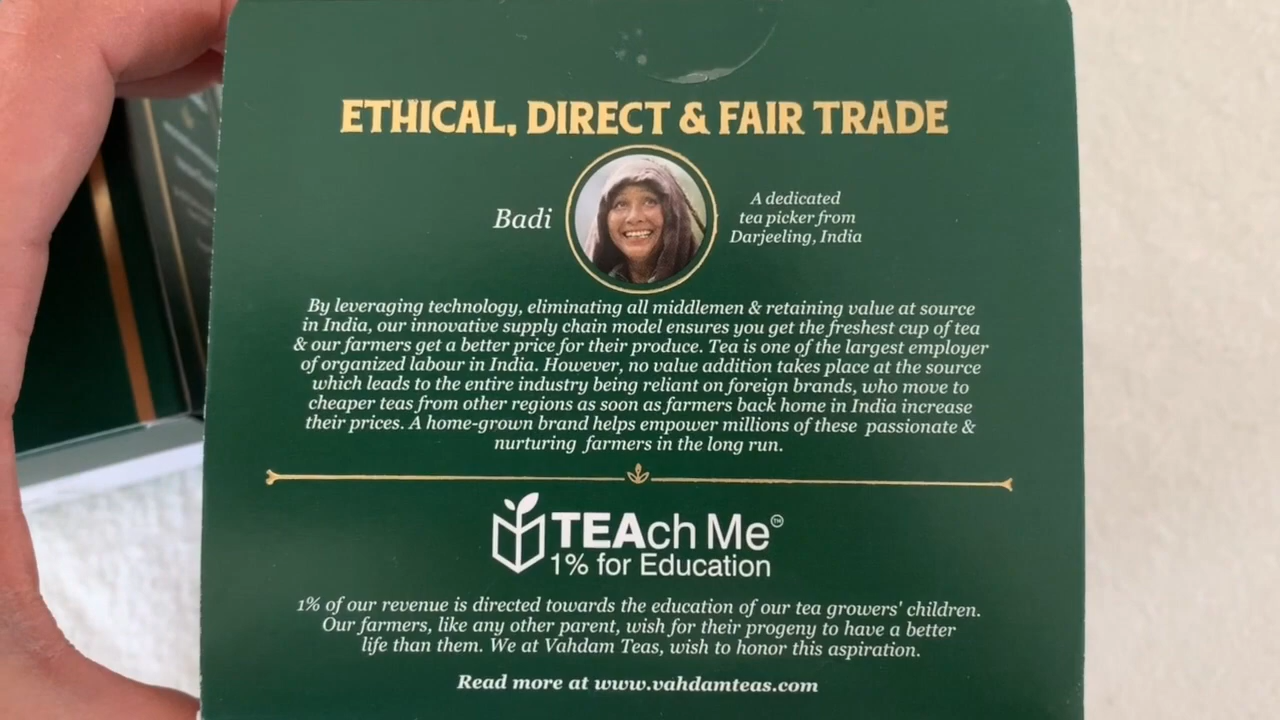 ETHICAL, DIRECT & FAIR TRADE
Badi
A dedicated
tea picker from
Darjeeling, India
By leveraging technology, eliminating all middlemen & retaining value at source
in India, our innovative supply chain model ensures you get the freshest cup of tea
& our farmers get a better price for their produce. Tea is one of the largest employer
of organized labour in India. However, no value addition takes place at the source
which leads to the entire industry being reliant on foreign brands, who move to
cheaper teas from other regions as soon as farmers back home in India increase
their prices. A home-grown brand helps empower millions of these passionate &
nurturing farmers in the long run.
TEAch Me™
1% for Education
1% of our revenue is directed towards the education of our tea growers' children.
Our farmers, like any other parent, wish for their progeny to have a better
life than them. We at Vahdam Teas, wish to honor this aspiration.
Read more at www.vahdamteas.com